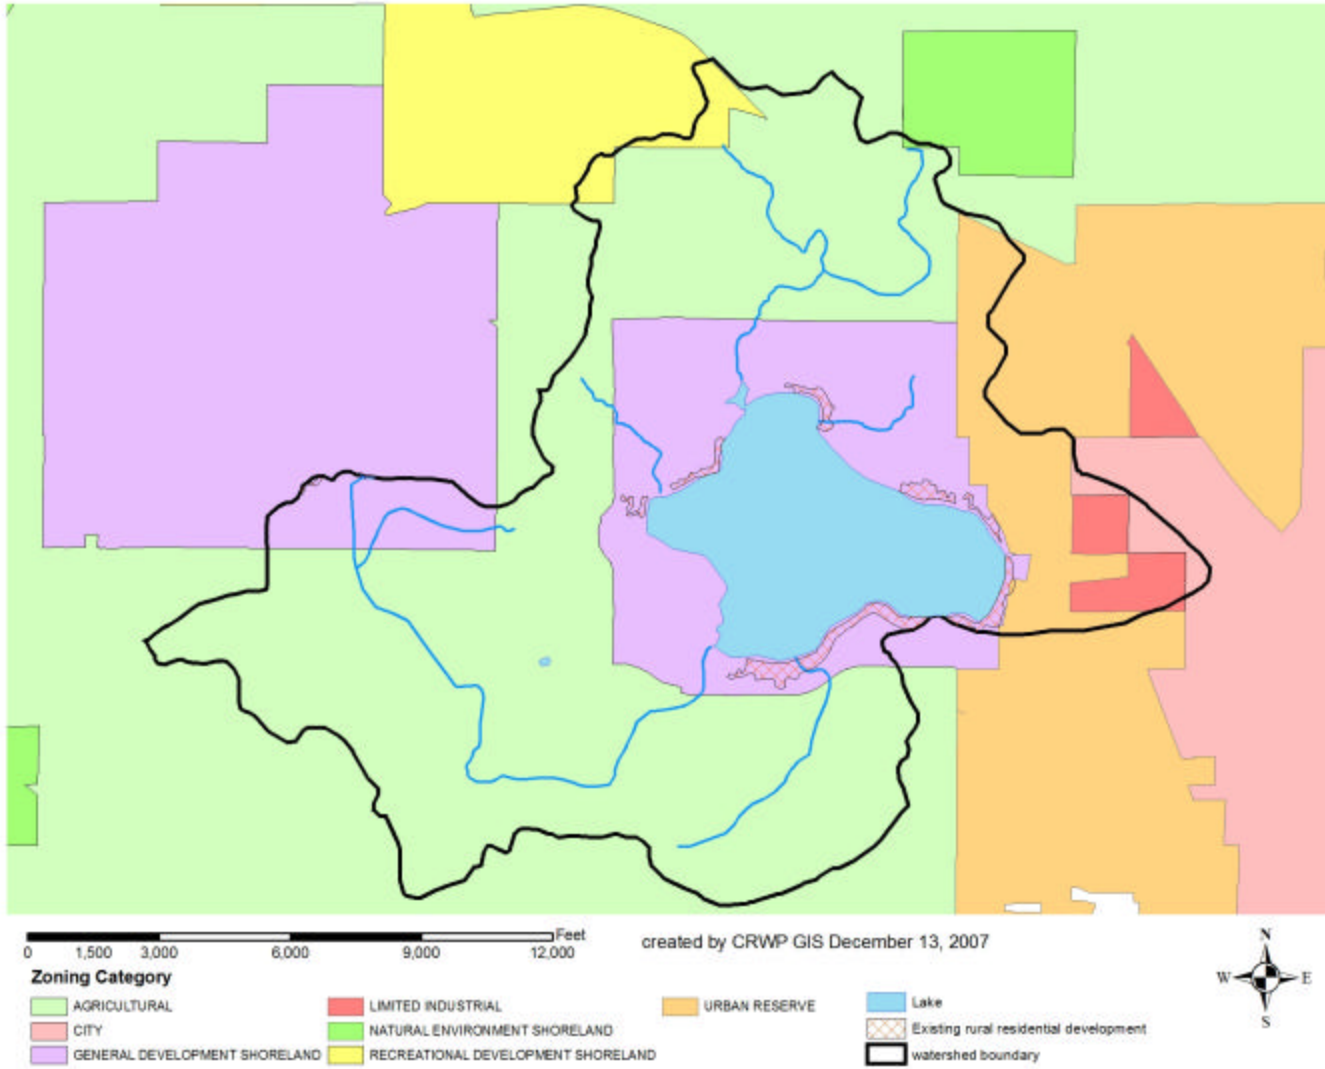 Feet
0 1,500 3,000 6,000 9,000 12,000
created by CRWP GIS December 13, 2007
N
W E
S
Zoning Category
AGRICULTURAL
CITY
GENERAL DEVELOPMENT SHORELAND
LIMITED INDUSTRIAL
NATURAL ENVIRONMENT SHORELAND
RECREATIONAL DEVELOPMENT SHORELAND
URBAN RESERVE
Lake
Existing rural residential development
watershed boundary